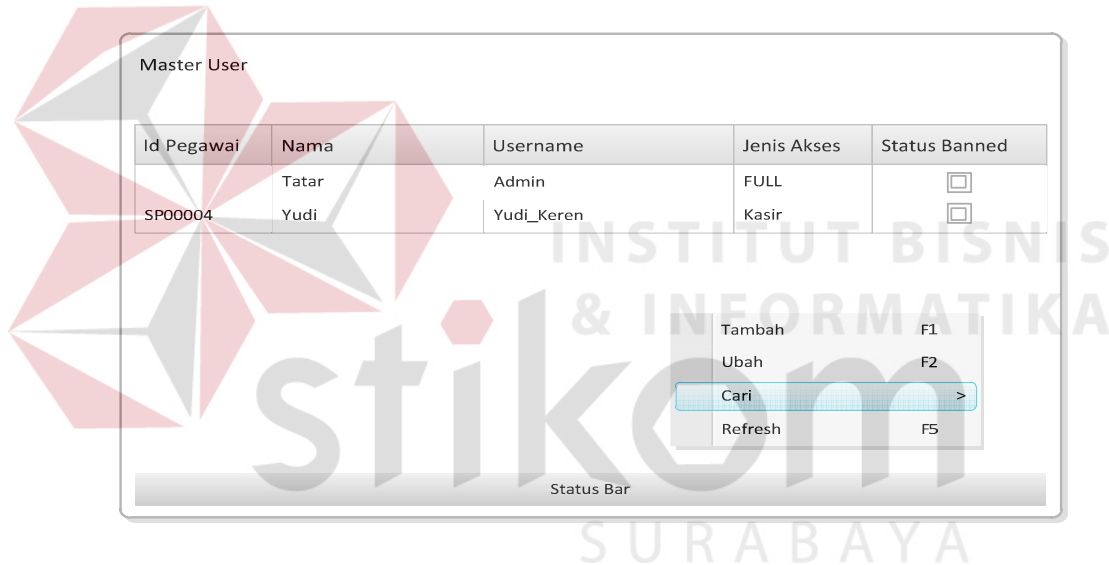 Master User
Id Pegawai Nama Username Jenis Akses Status Banned
Tatar Admin FULL
SP00004 Yudi Yudi_Keren Kasir
INSTITUT BISNIS
& INFORMATIKA
stikom
SURABAYA
Tambah F1
Ubah F2
Cari >
Refresh F5
Status Bar